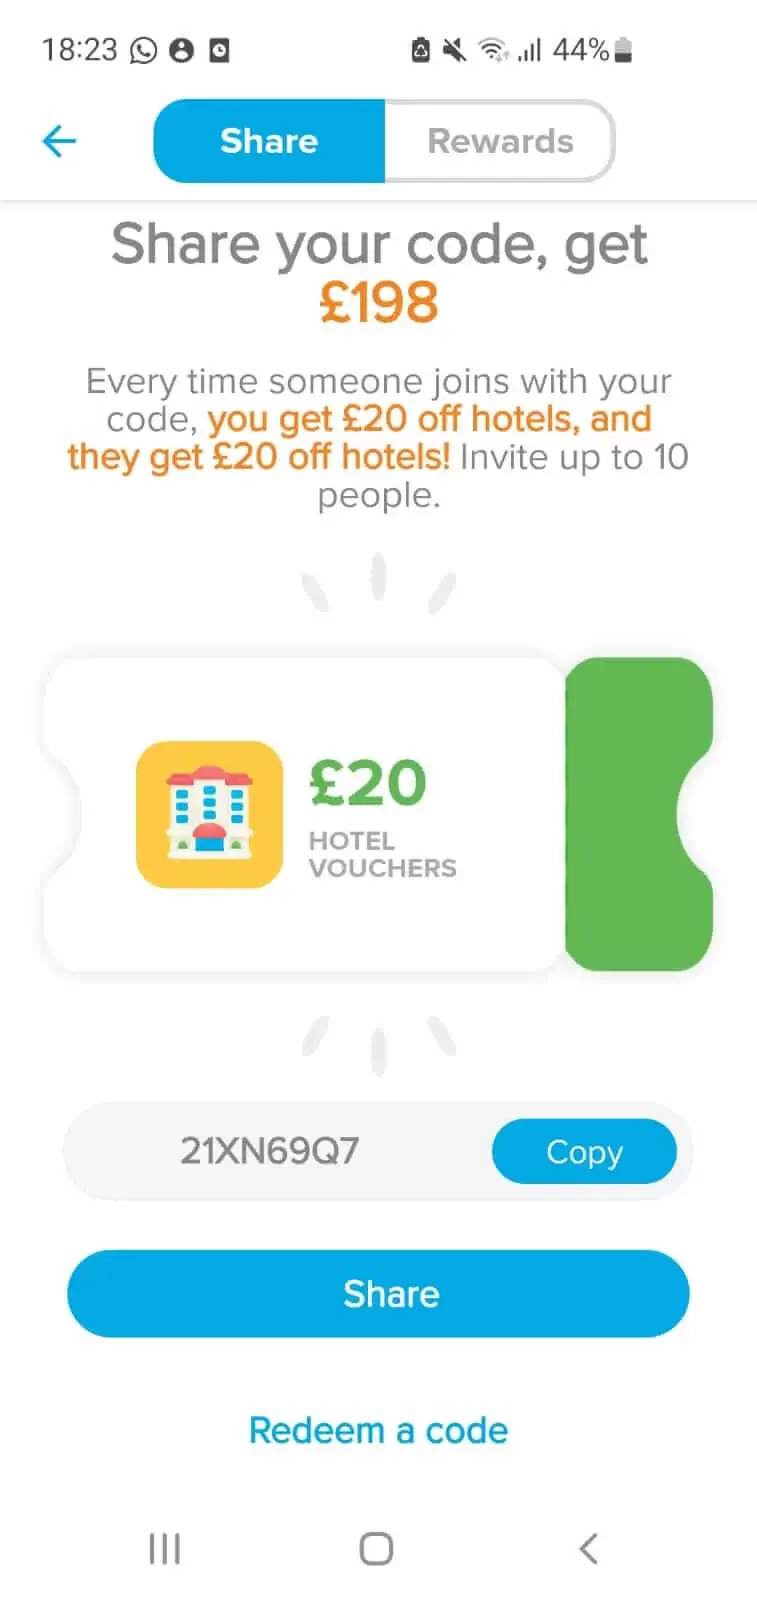 18:23 44%
Share Rewards
Share your code, get
£198
Every time someone joins with your
code, you get £20 off hotels, and
they get £20 off hotels! Invite up to 10
people.
£20
HOTEL
VOUCHERS
21XN69Q7 Copy
Share
Redeem a code